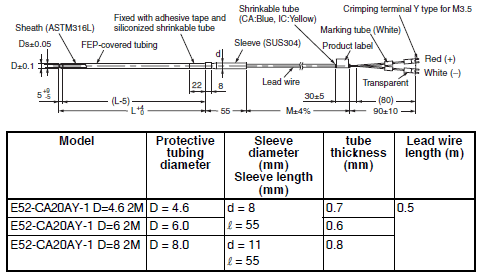 Sheath (ASTM316L)
Fixed with adhesive tape and
siliconized shrinkable tube
Shrinkable tube
(CA:Blue, IC:Yellow)
Crimping terminal Y type for M3.5
Marking tube (White)
Product label
Ds±0.05
FEP-covered tubing
d
Sleeve (SUS304)
D±0.1
Red (+)
White (−)
Lead wire
Transparent
22
8
30±5
(80)
5 +0 -5
(L-5)
L +4 0
55
M±4%
90±10
Model
Protective
tubing
diameter
Sleeve
diameter
(mm)
Sleeve length
(mm)
tube
thickness
(mm)
Lead wire
length (m)
E52-CA20AY-1 D=4.6 2M D = 4.6 d = 8 0.7 0.5
E52-CA20AY-1 D=6 2M D = 6.0 ℓ = 55 0.6
E52-CA20AY-1 D=8 2M D = 8.0 d = 11 0.8
ℓ = 55